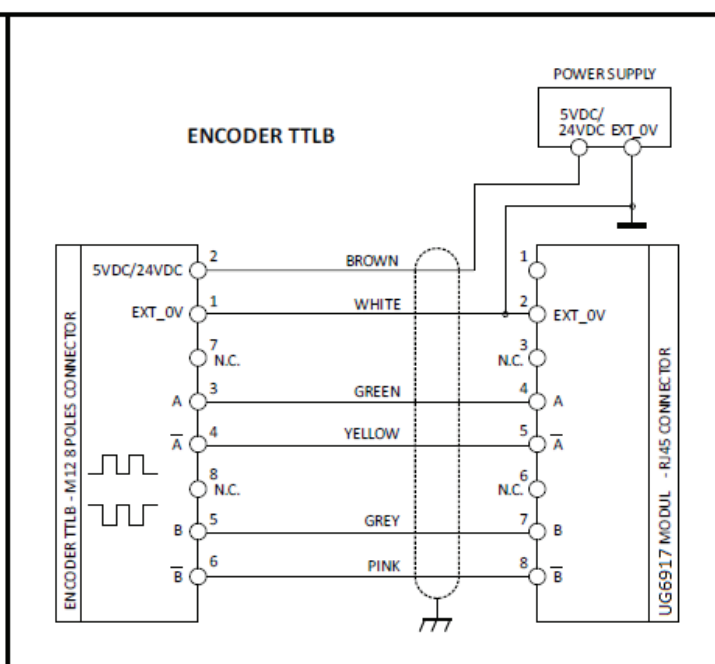 POWER SUPPLY
5VDC/
24VDC EXT_0V
ENCODER TTLB
ENCODER TTLB - M12 8 POLES CONNECTOR
5VDC/24VDC 2 BROWN 1
EXT_0V 1 WHITE 2 EXT_0V
7 N.C. 3 N.C.
A 3 GREEN 4 A
A̅ 4 YELLOW 5 A̅
8 N.C. 6 N.C.
B 5 GREY 7 B
B̅ 6 PINK 8 B̅
UG6917 MODUL - RJ45 CONNECTOR